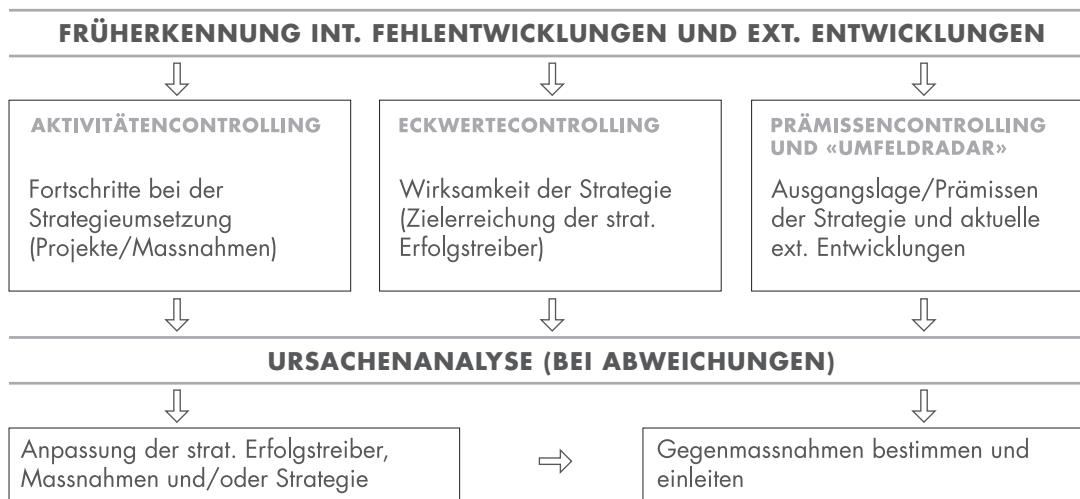 FRÜHERKENNUNG INT. FEHLENTWICKLUNGEN UND EXT. ENTWICKLUNGEN
AKTIVITÄTENCONTROLLING
Fortschritte bei der
Strategieumsetzung
(Projekte/Massnahmen)
ECKWERTECONTROLLING
Wirksamkeit der Strategie
(Zielerreichung der strat.
Erfolgstreiber)
PRÄMISSENCONTROLLING
UND «UMFELDRADAR»
Ausgangslage/Prämissen
der Strategie und aktuelle
ext. Entwicklungen
URSACHENANALYSE (BEI ABWEICHUNGEN)
Anpassung der strat. Erfolgstreiber,
Massnahmen und/oder Strategie
Gegenmassnahmen bestimmen und
einleiten